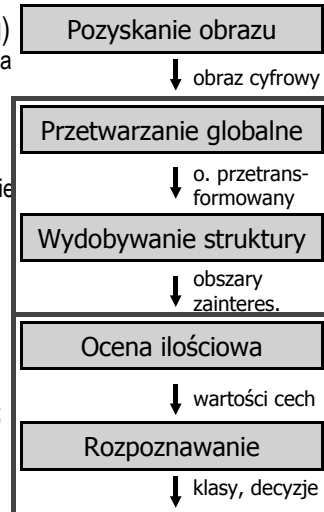 )
Pozyskanie obrazu
a
obraz cyfrowy
Przetwarzanie globalne
ie
o. przetrans-
formowany
Wydobywanie struktury
obszary
zainteres.
Ocena ilościowa
wartości cech
Rozpoznawanie
klasy, decyzje